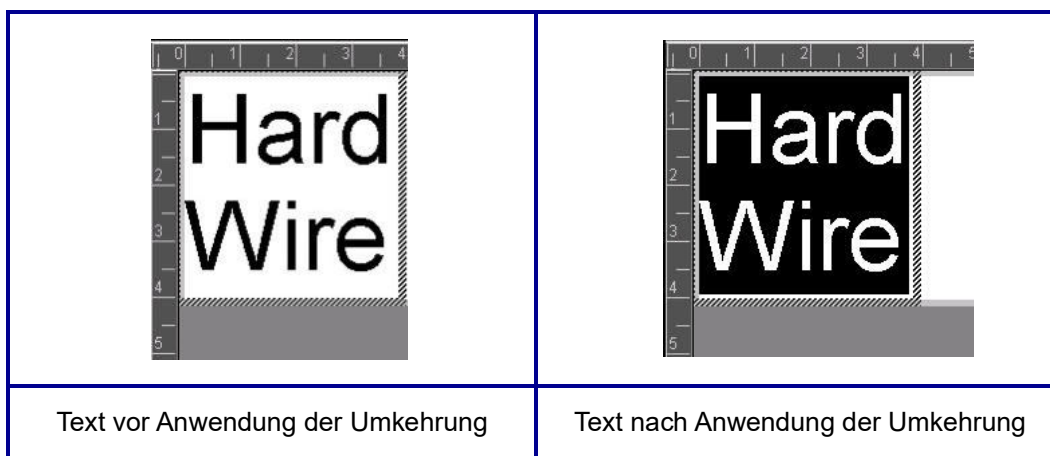 0 1 2 3 4
1
2
3
4
5
Hard
Wire
0 1 2 3 4 5
1
2
3
4
5
Hard
Wire
Text vor Anwendung der Umkehrung
Text nach Anwendung der Umkehrung